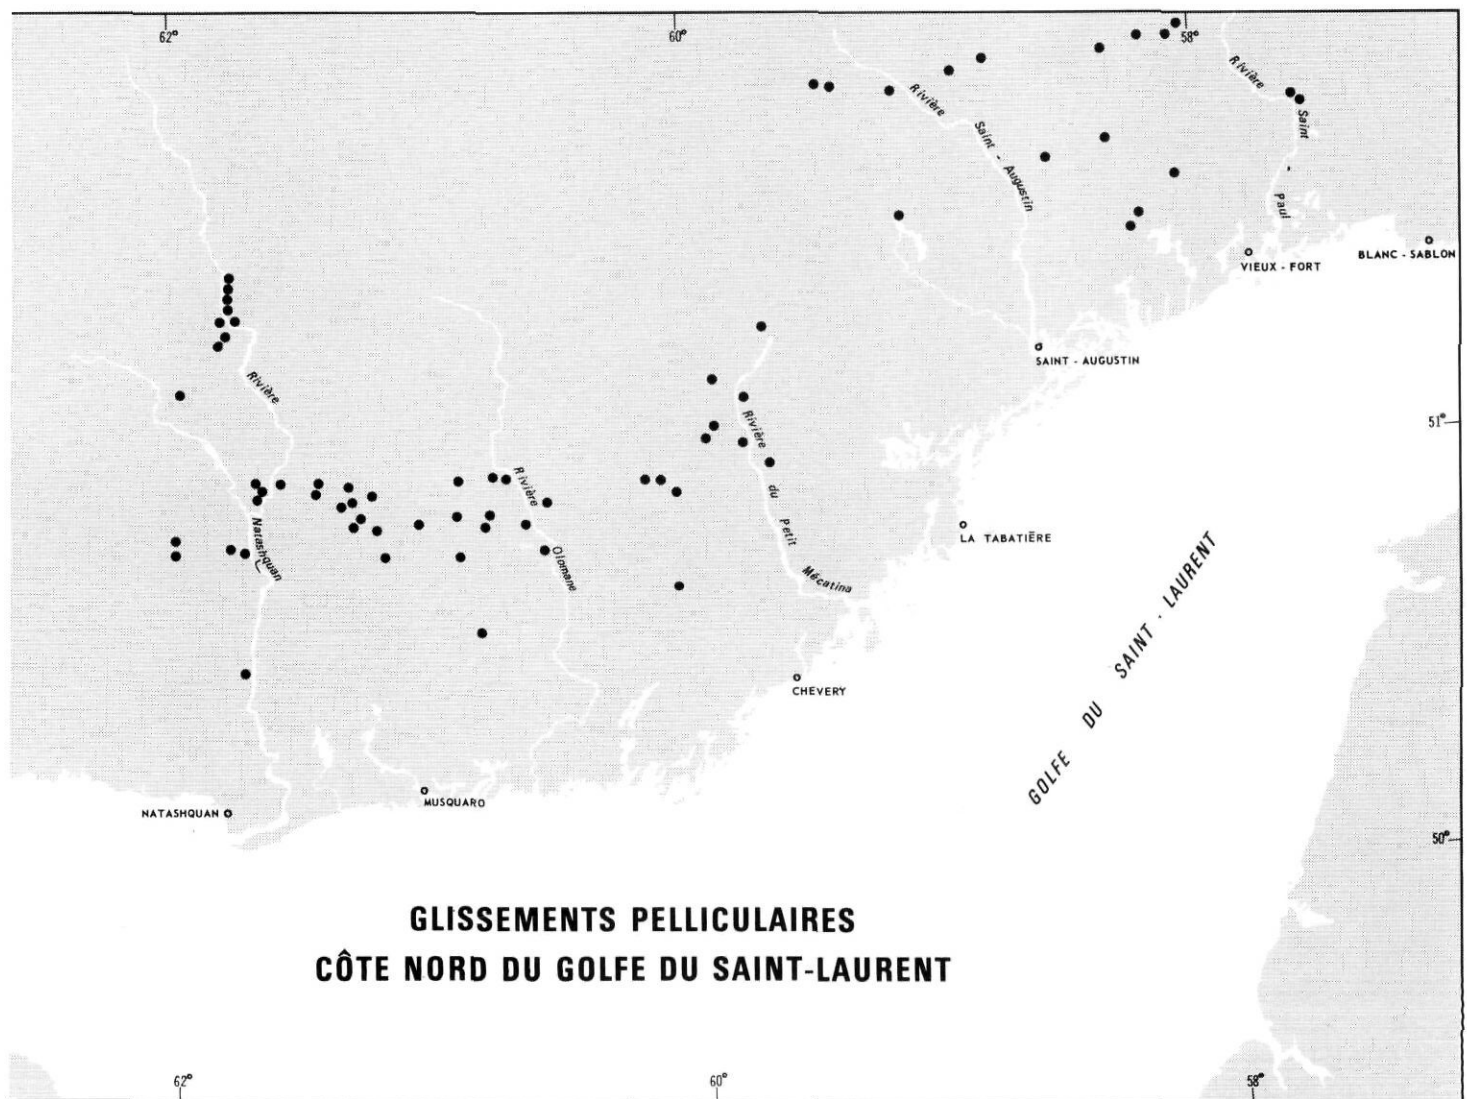 62° 60° 58°
Rivière Saint - Augustin
Rivière Saint Paul
VIEUX - FORT
BLANC - SABLON
SAINT - AUGUSTIN
Rivière Natashquan
51°
Rivière Olomane
Rivière du Petit Mécatina
LA TABATIÈRE
GOLFE DU SAINT - LAURENT
CHEVERY
MUSQUARO
NATASHQUAN
50°
GLISSEMENTS PELLICULAIRES
CÔTE NORD DU GOLFE DU SAINT-LAURENT
62° 60° 58°